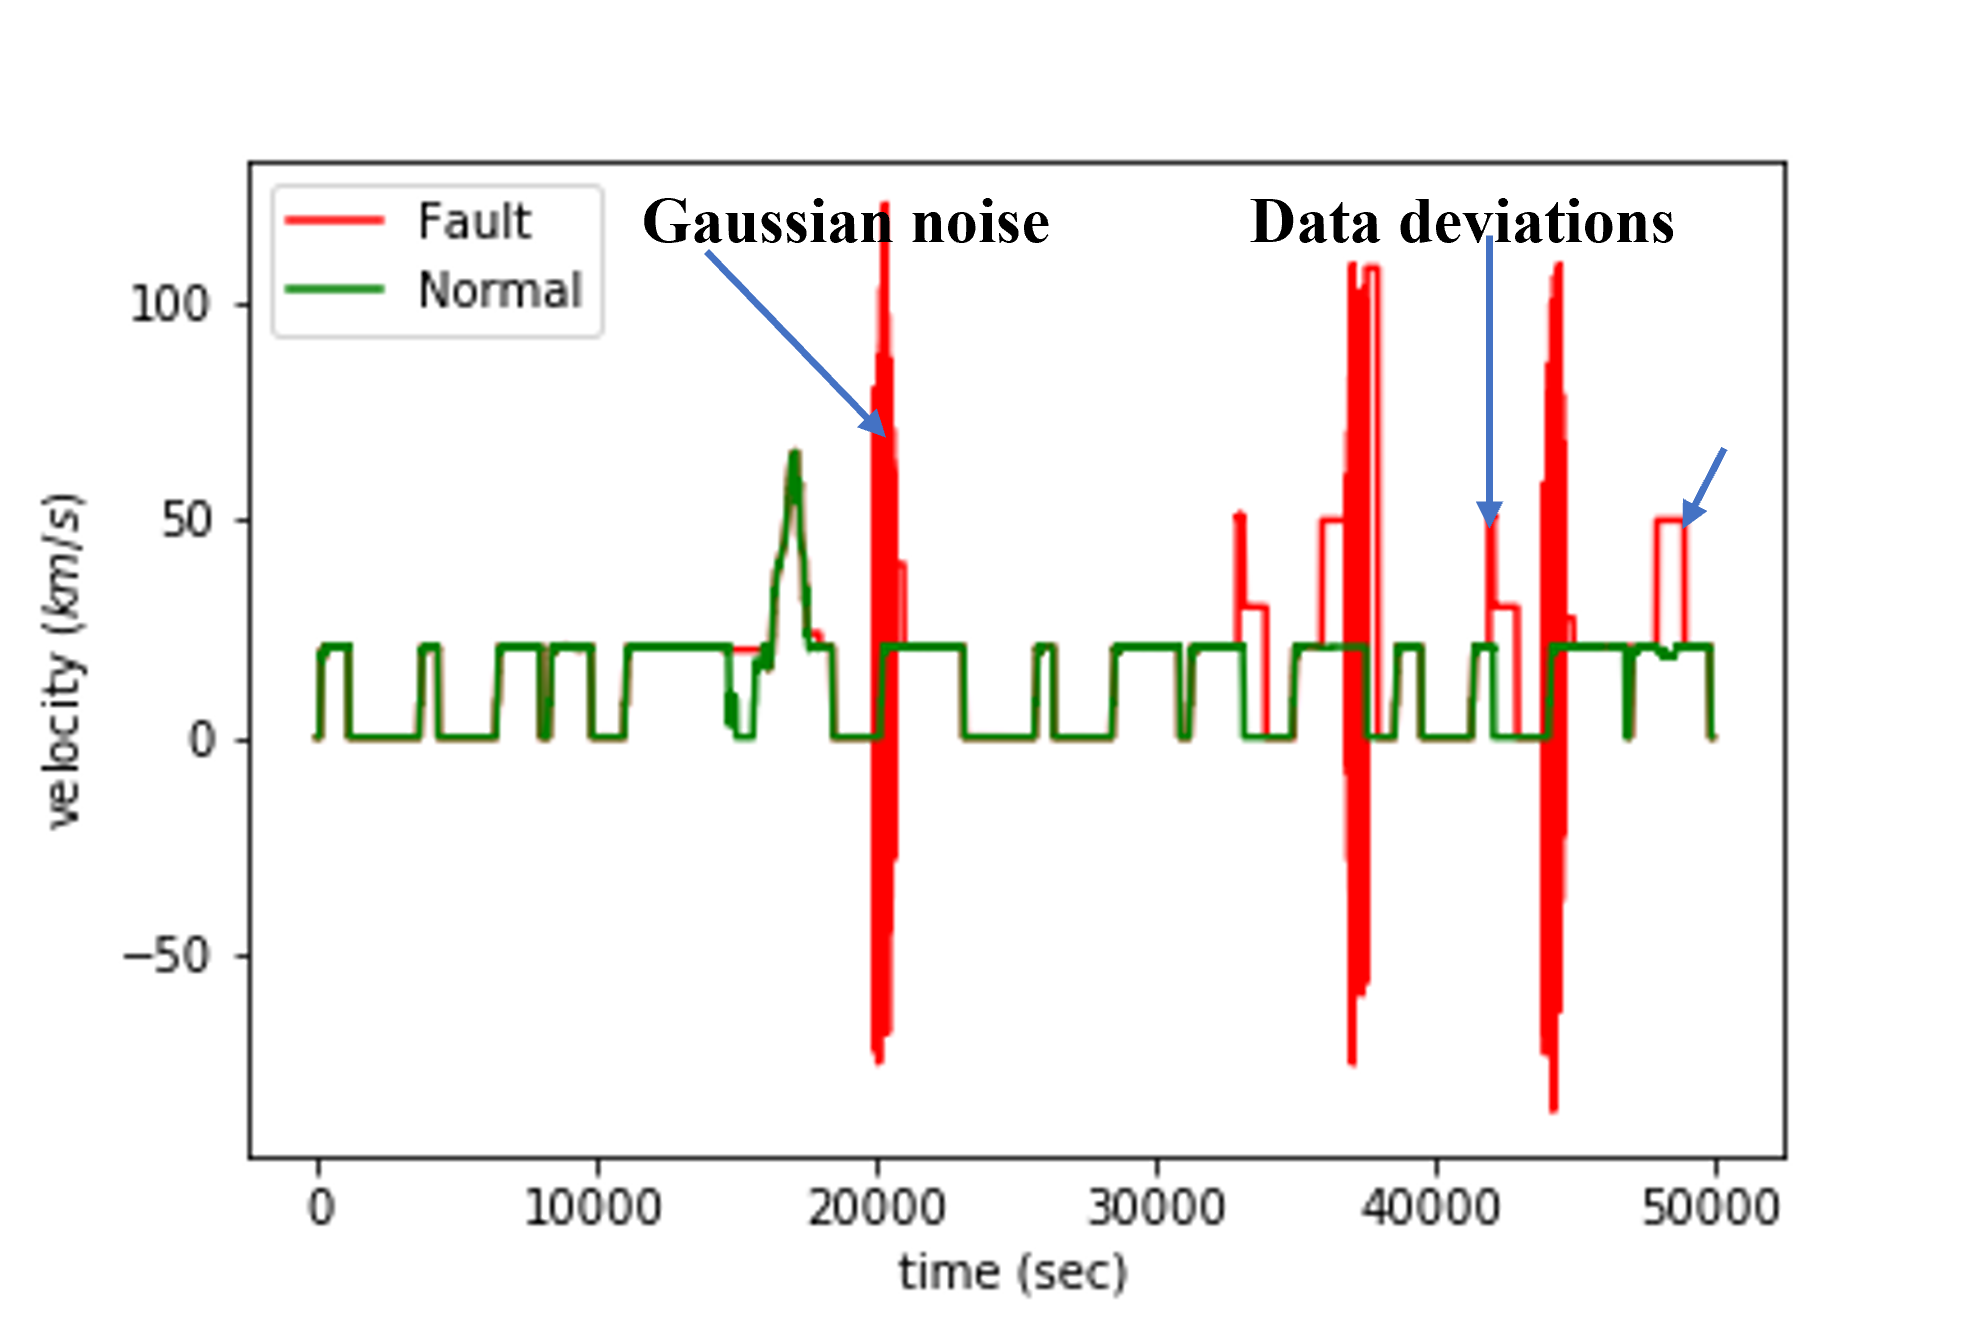 Fault
Normal
Gaussian noise
Data deviations
100
50
0
−50
velocity (km/s)
0
10000
20000
30000
40000
50000
time (sec)